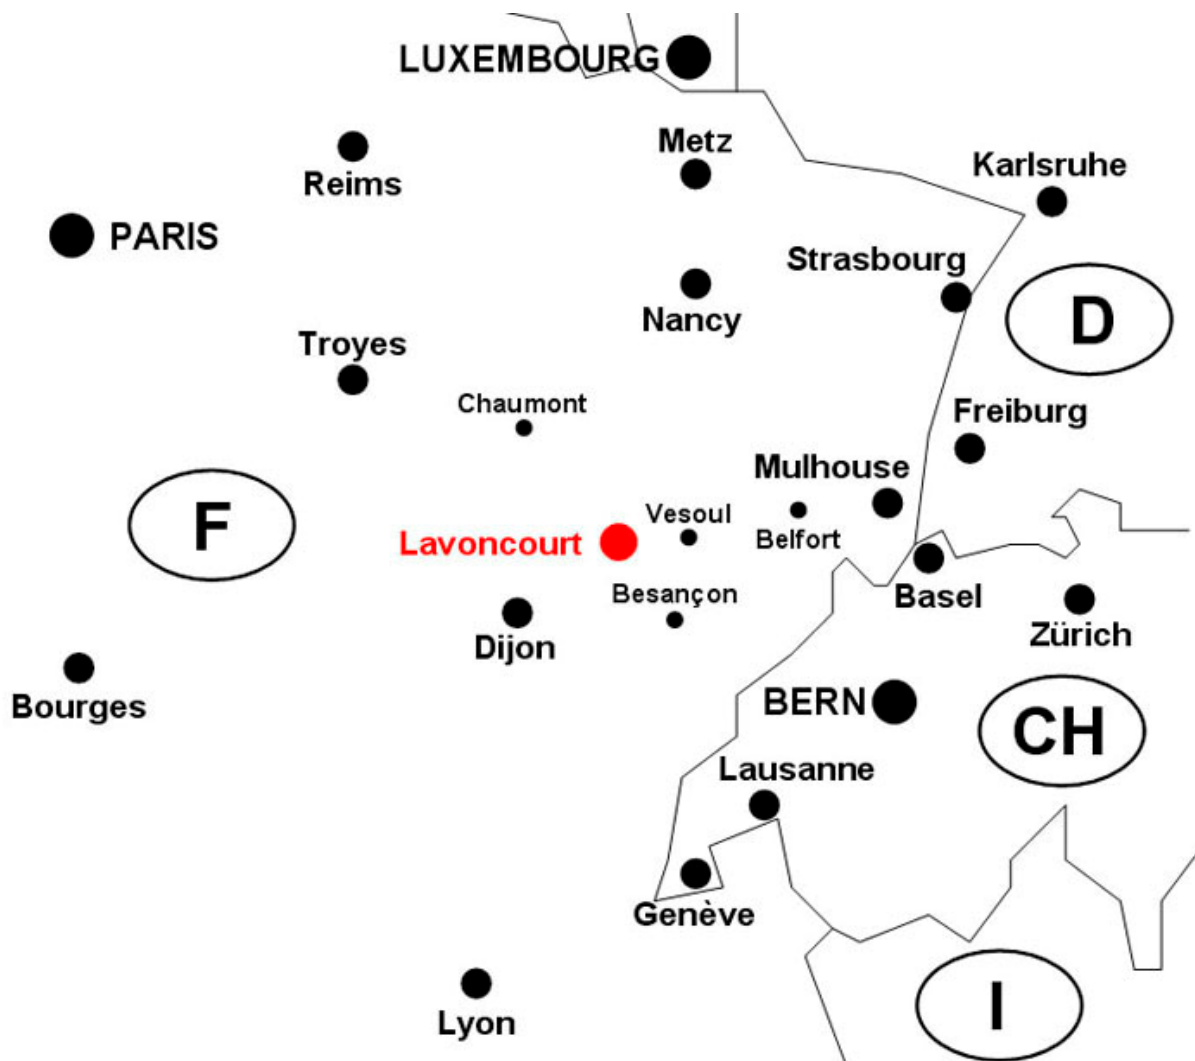 LUXEMBOURG
Metz
Karlsruhe
Reims
PARIS
Strasbourg
Nancy
D
Troyes
Chaumont
Freiburg
Mulhouse
F
Vesoul
Lavoncourt
Belfort
Besançon
Basel
Zürich
Dijon
Bourges
BERN
CH
Lausanne
Genève
I
Lyon